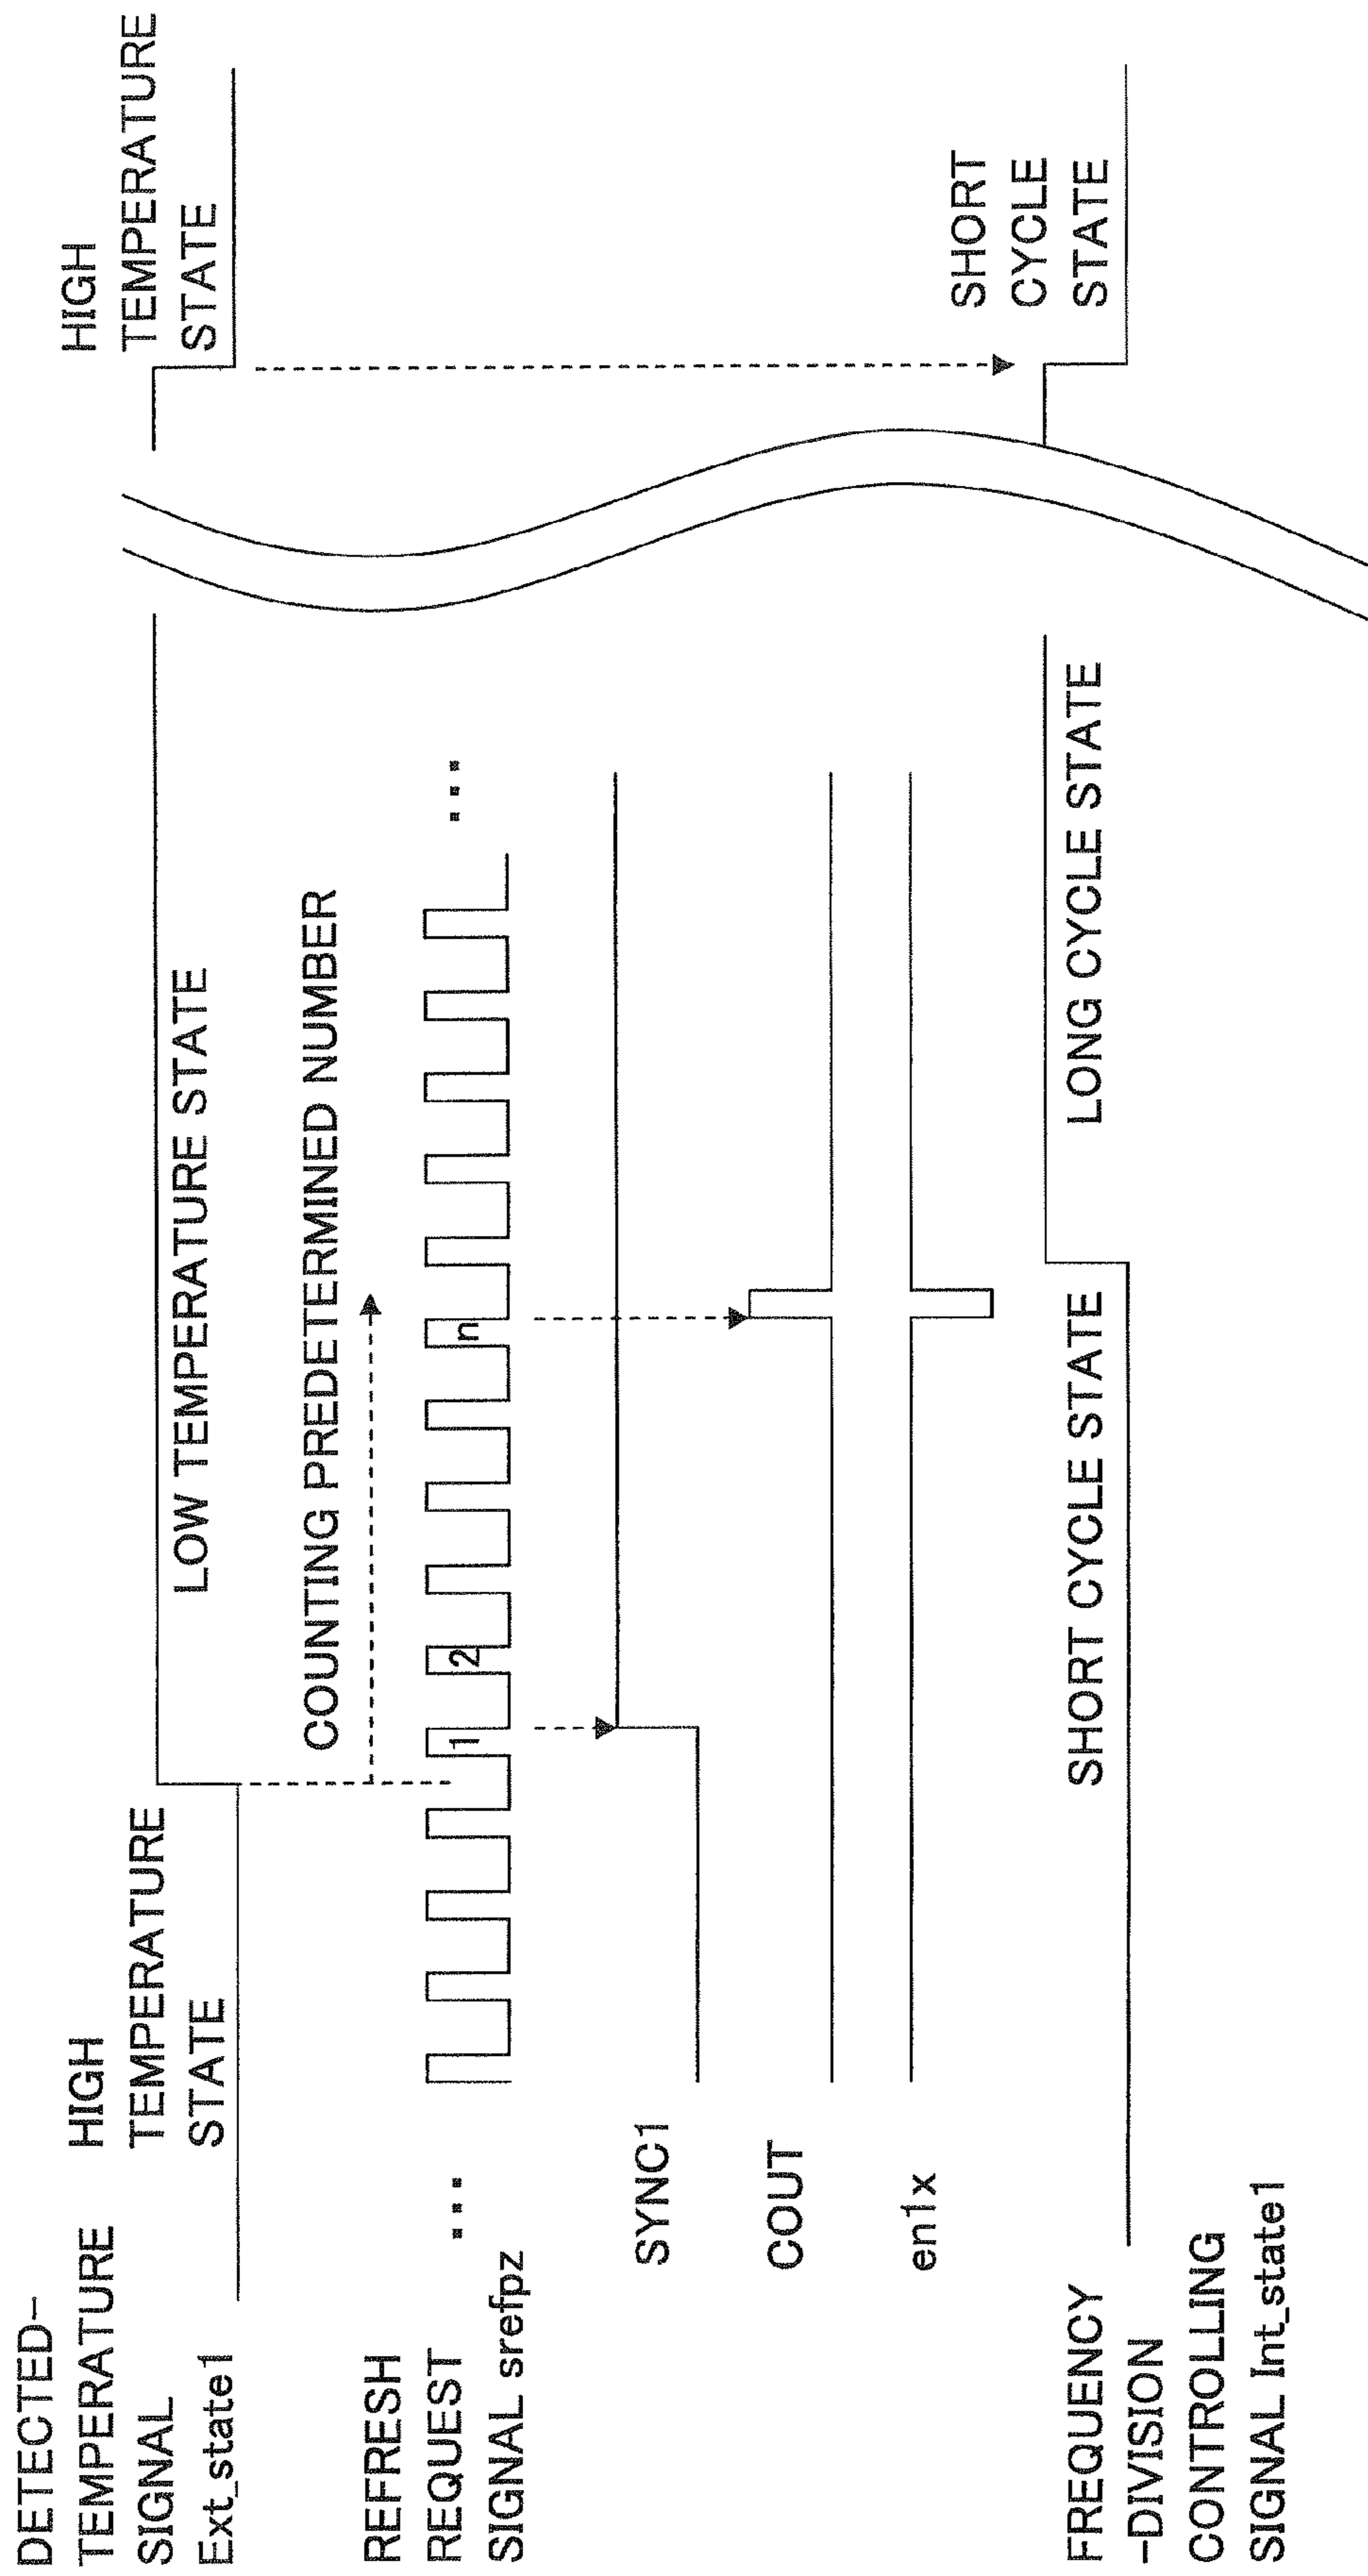 DETECTED-
TEMPERATURE
SIGNAL
Ext_state1
HIGH
TEMPERATURE
STATE
LOW TEMPERATURE STATE
HIGH
TEMPERATURE
STATE
COUNTING PREDETERMINED NUMBER
REFRESH
REQUEST
SIGNAL srefpz
...
1
2
n
...
SYNC1
COUT
en1x
FREQUENCY
-DIVISION
CONTROLLING
SIGNAL Int_state1
SHORT CYCLE STATE
LONG CYCLE STATE
SHORT
CYCLE
STATE